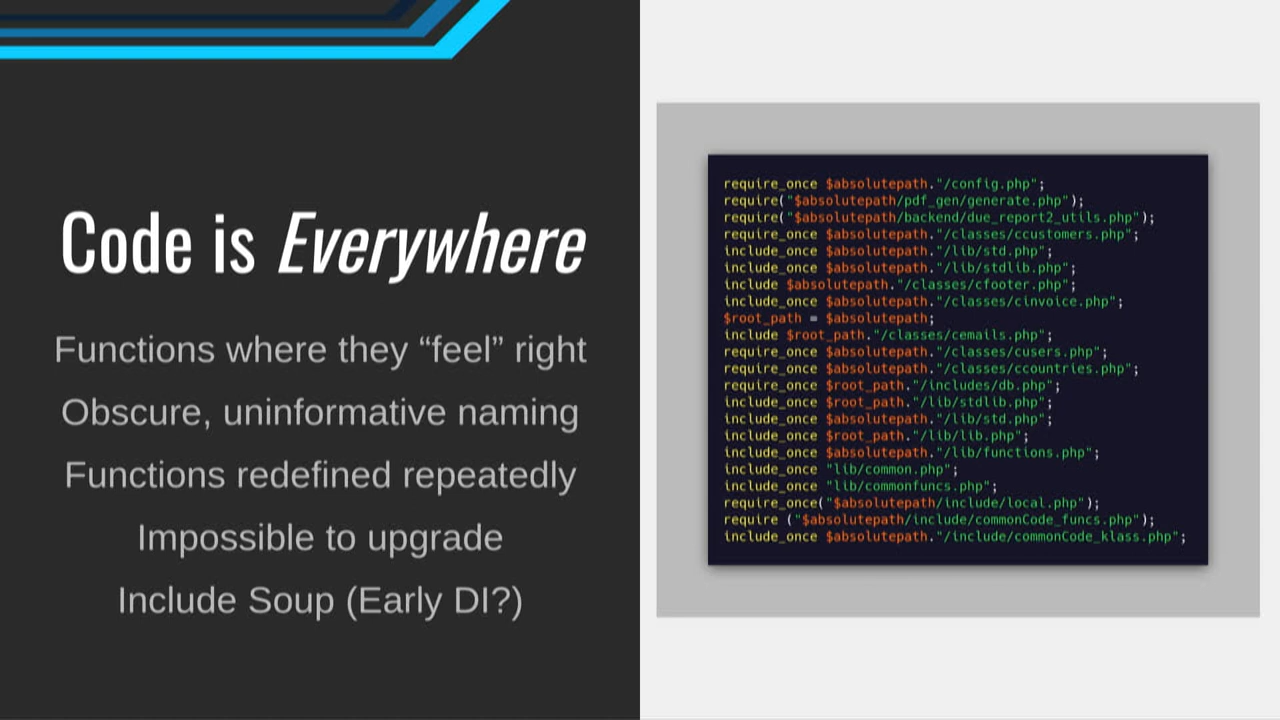 Code is Everywhere
Functions where they “feel” right
Obscure, uninformative naming
Functions redefined repeatedly
Impossible to upgrade
Include Soup (Early DI?)
require_once $absolutepath."/config.php";
require("$absolutepath/pdf_gen/generate.php");
require("$absolutepath/backend/due_report2_utils.php");
require_once $absolutepath."/classes/ccustomers.php";
include_once $absolutepath."/lib/std.php";
include_once $absolutepath."/lib/stdlib.php";
include $absolutepath."/classes/cfooter.php";
include_once $absolutepath."/classes/cinvoice.php";
$root_path = $absolutepath;
include $root_path."/classes/cemails.php";
require_once $absolutepath."/classes/cusers.php";
require_once $absolutepath."/classes/ccountries.php";
require_once $root_path."/includes/db.php";
include_once $root_path."/lib/stdlib.php";
include_once $absolutepath."/lib/std.php";
include_once $root_path."/lib/lib.php";
include_once $absolutepath."/lib/functions.php";
include_once "lib/common.php";
include_once "lib/commonfuncs.php";
require_once("$absolutepath/include/local.php");
require ("$absolutepath/include/commonCode_funcs.php");
include_once $absolutepath."/include/commonCode_klass.php";